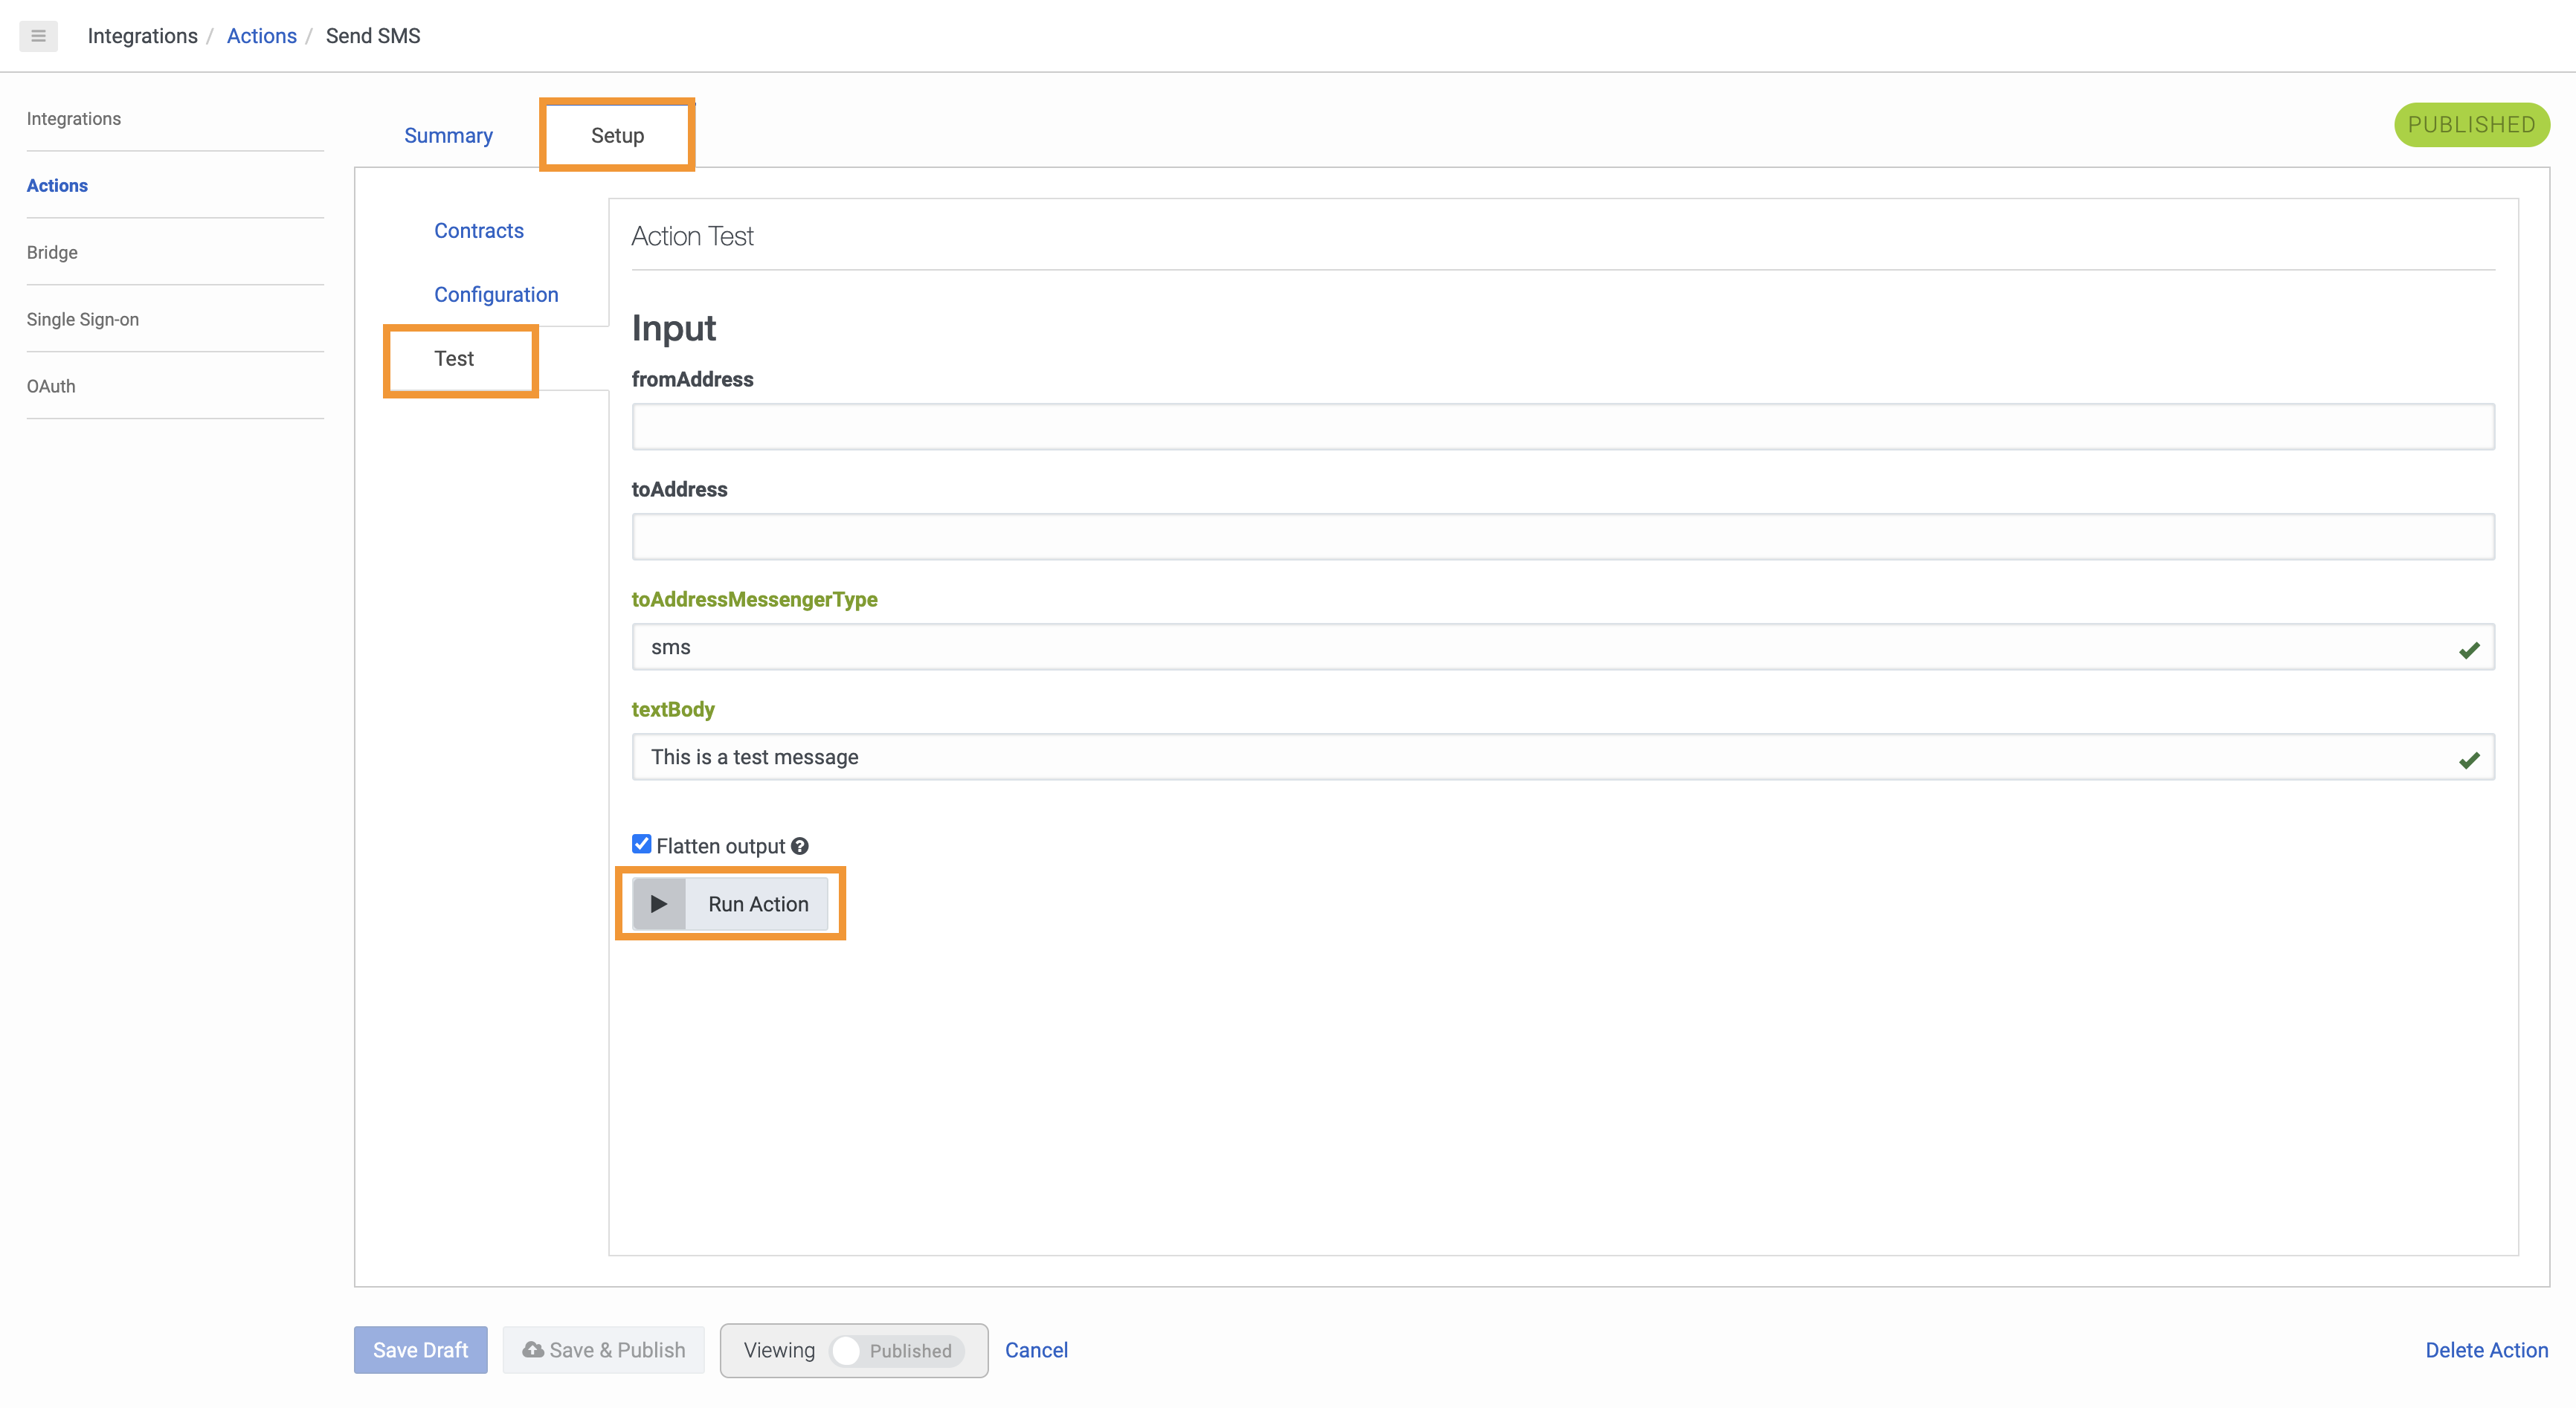 Integrations / Actions / Send SMS
Integrations
Actions
Bridge
Single Sign-on
OAuth
Summary
Setup
PUBLISHED
Contracts
Configuration
Test
Action Test
Input
fromAddress
toAddress
toAddressMessengerType
sms
textBody
This is a test message
Flatten output
Run Action
Save Draft
Save & Publish
Viewing Published
Cancel
Delete Action